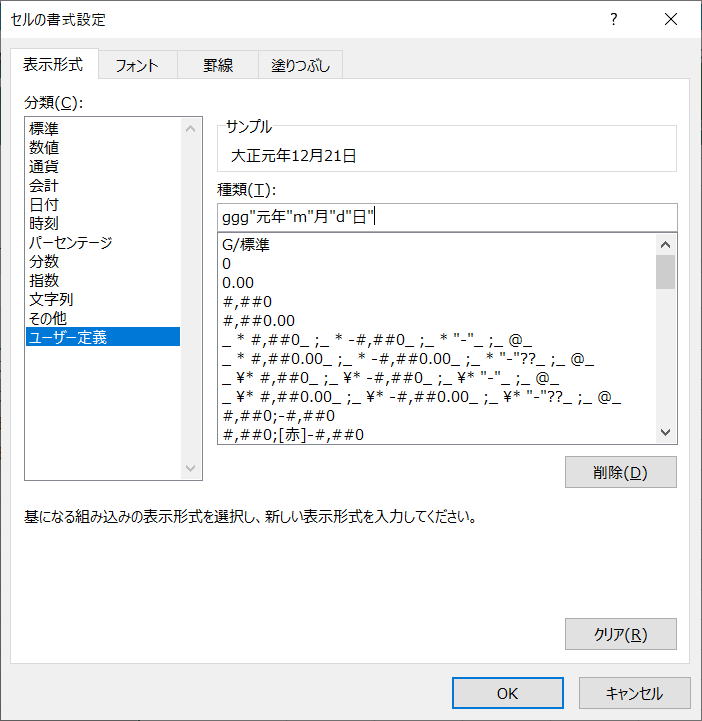 セルの書式設定
?
表示形式 フォント 罫線 塗りつぶし
分類(C):
標準
数値
通貨
会計
日付
時刻
パーセンテージ
分数
指数
文字列
その他
ユーザー定義
サンプル
大正元年12月21日
種類(T):
ggg"元年"m"月"d"日"
G/標準
0
0.00
#,##0
#,##0.00
_ * #,##0_ ;_ * -#,##0_ ;_ * "-"_ ;_ @_
_ * #,##0.00_ ;_ * -#,##0.00_ ;_ * "-"??_ ;_ @_
_ ¥* #,##0_ ;_ ¥* -#,##0_ ;_ ¥* "-"_ ;_ @_
_ ¥* #,##0.00_ ;_ ¥* -#,##0.00_ ;_ ¥* "-"??_ ;_ @_
#,##0;-#,##0
#,##0;[赤]-#,##0
削除(D)
基になる組み込みの表示形式を選択し、新しい表示形式を入力してください。
クリア(R)
OK キャンセル